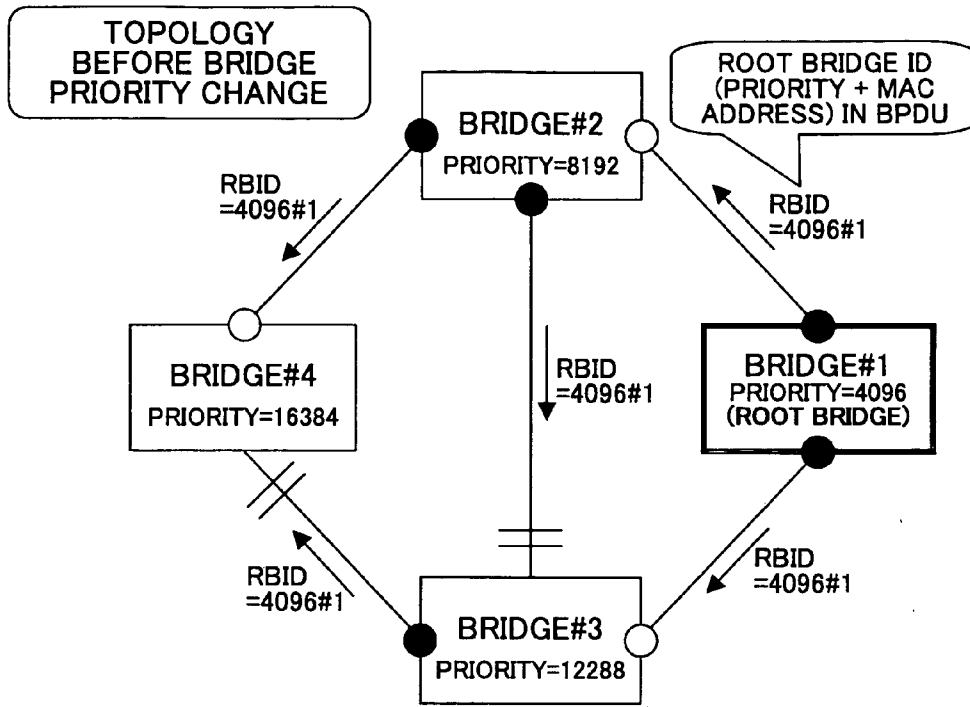 TOPOLOGY
BEFORE BRIDGE
PRIORITY CHANGE
ROOT BRIDGE ID
(PRIORITY + MAC
ADDRESS) IN BPDU
BRIDGE#2
PRIORITY=8192
RBID
=4096#1
RBID
=4096#1
BRIDGE#4
PRIORITY=16384
RBID
=4096#1
BRIDGE#1
PRIORITY=4096
(ROOT BRIDGE)
RBID
=4096#1
RBID
=4096#1
BRIDGE#3
PRIORITY=12288